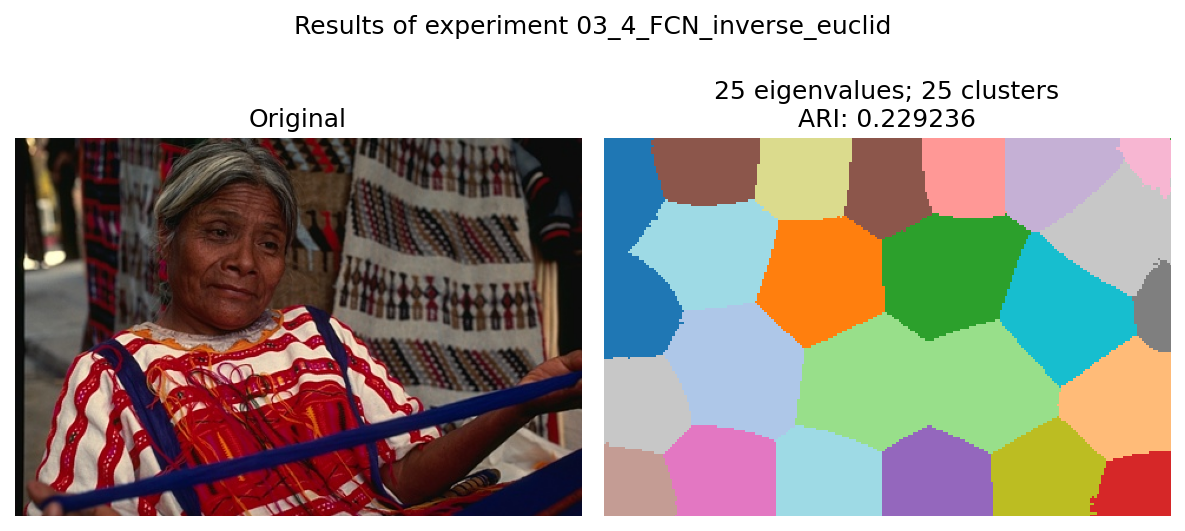 Results of experiment 03_4_FCN_inverse_euclid
Original
25 eigenvalues; 25 clusters
ARI: 0.229236